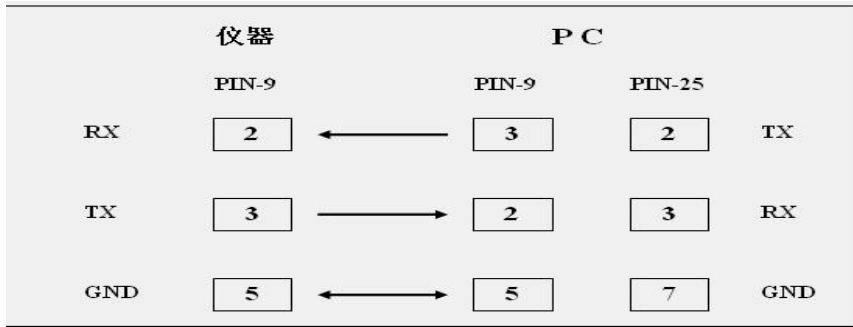 仪器 P C
PIN-9 PIN-9 PIN-25
RX 2 3 2 TX
TX 3 2 3 RX
GND 5 5 7 GND